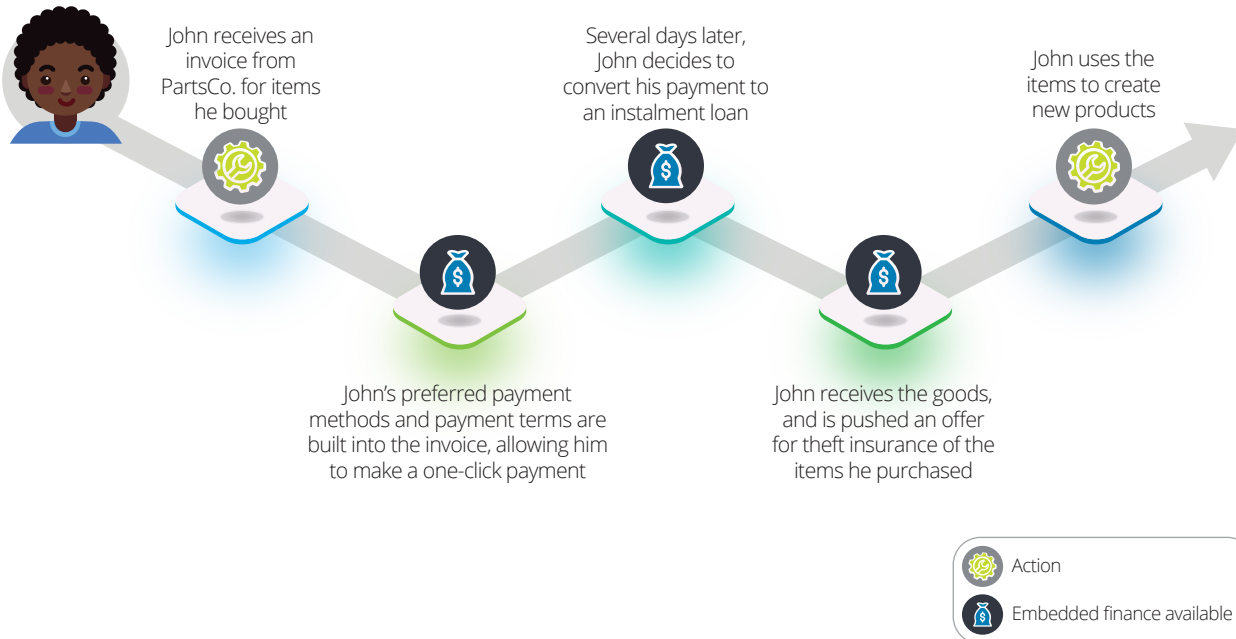 John receives an
invoice from
PartsCo. for items
he bought
John’s preferred payment
methods and payment terms are
built into the invoice, allowing him
to make a one-click payment
Several days later,
John decides to
convert his payment to
an instalment loan
John receives the goods,
and is pushed an offer
for theft insurance of the
items he purchased
John uses the
items to create
new products
$
$
$
Action
$
Embedded finance available